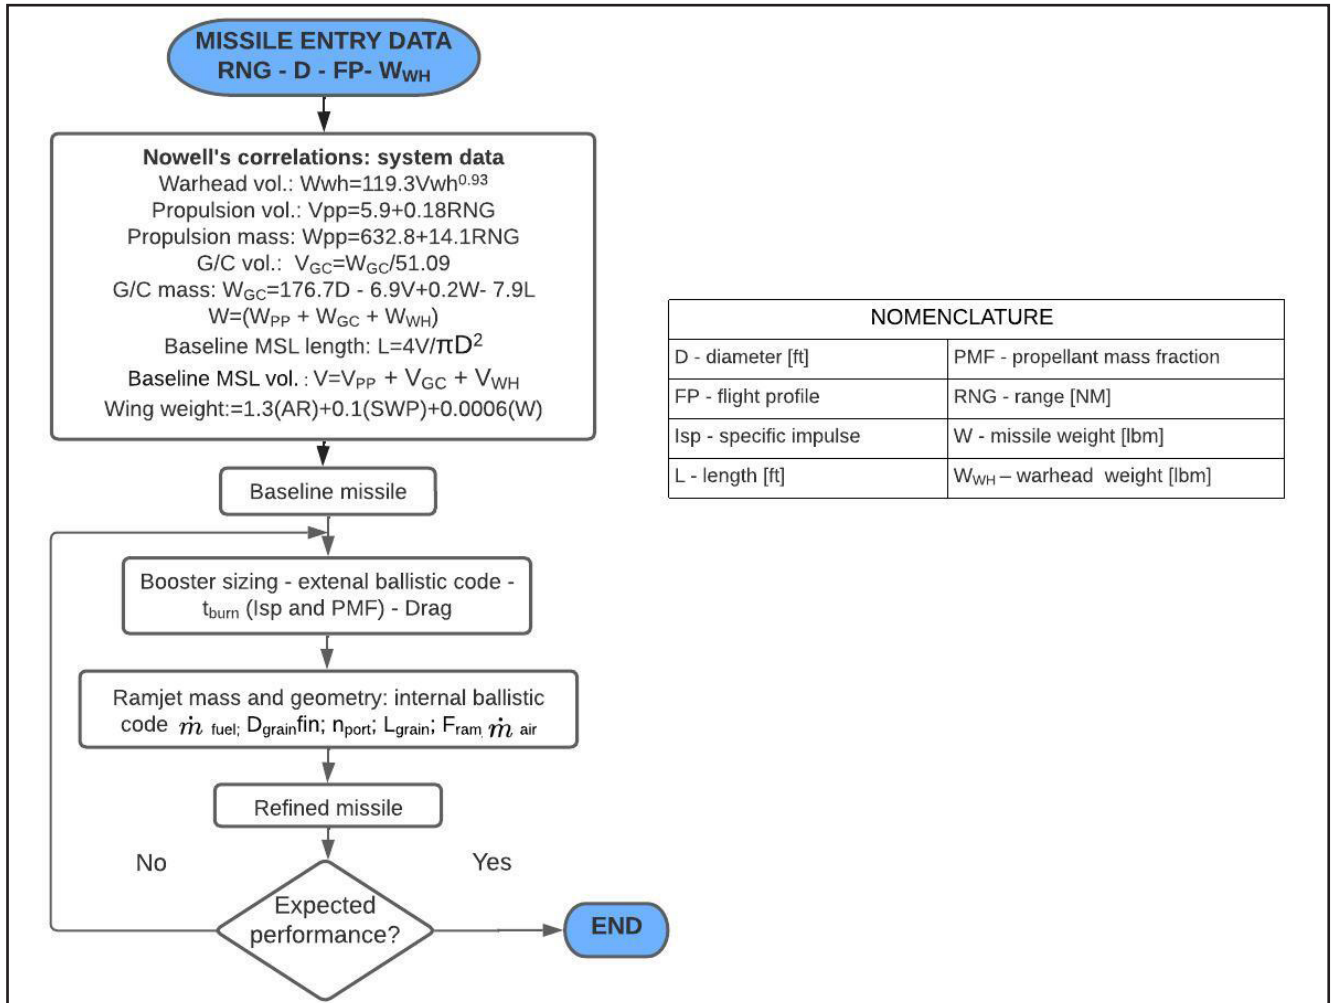 MISSILE ENTRY DATA
RNG - D - FP- WWH
Nowell's correlations: system data
Warhead vol.: Wwh=119.3Vwh0.93
Propulsion vol.: Vpp=5.9+0.18RNG
Propulsion mass: Wpp=632.8+14.1RNG
G/C vol.: VGC=WGC/51.09
G/C mass: WGC=176.7D - 6.9V+0.2W- 7.9L
W=(WPP + WGC + WWH)
Baseline MSL length: L=4V/πD2
Baseline MSL vol. : V=VPP + VGC + VWH
Wing weight:=1.3(AR)+0.1(SWP)+0.0006(W)
Baseline missile
Booster sizing - extenal ballistic code -
tburn (Isp and PMF) - Drag
Ramjet mass and geometry: internal ballistic
code ṁ fuel; Dgrainfin; nport; Lgrain; Fram, ṁ air
Refined missile
No
Yes
Expected
performance?
END
NOMENCLATURE
D - diameter [ft]
PMF - propellant mass fraction
FP - flight profile
RNG - range [NM]
Isp - specific impulse
W - missile weight [lbm]
L - length [ft]
WWH – warhead weight [lbm]